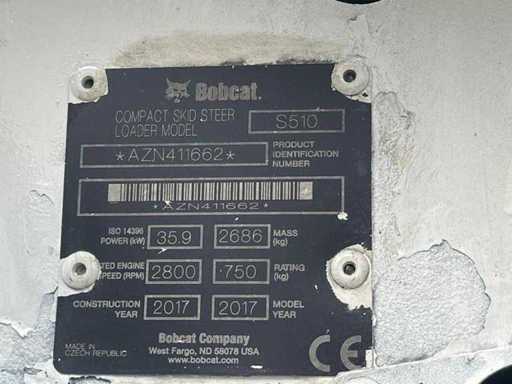 Bobcat.
COMPACT SKID STEER
LOADER MODEL
S510
*AZN411662*
PRODUCT
IDENTIFICATION
NUMBER
*AZN411662*
ISO 14396
POWER (kW)
35.9
2686
MASS
(kg)
ENGINE
SPEED (RPM)
2800
750
RATING
(kg)
CONSTRUCTION
YEAR
2017
2017
MODEL
YEAR
MADE IN
CZECH REPUBLIC
Bobcat Company
West Fargo, ND 58078 USA
www.bobcat.com
CE